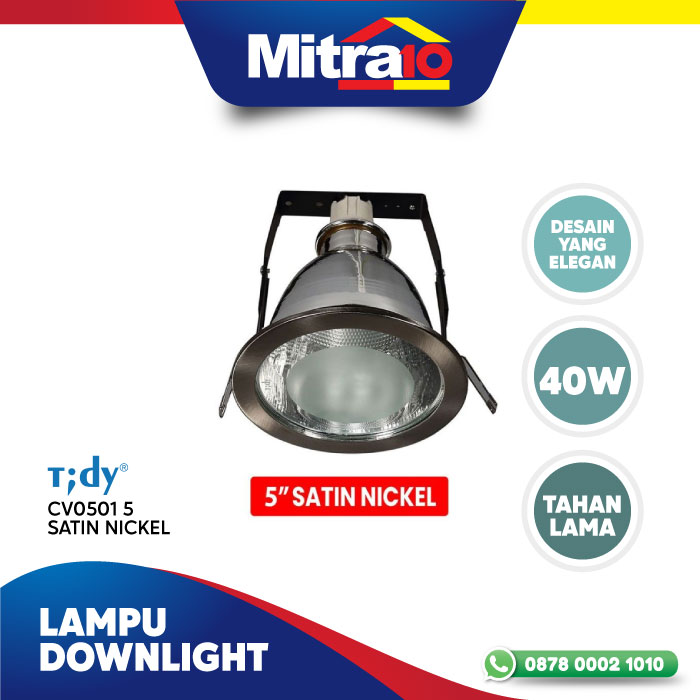 Mitra10
DESAIN
YANG
ELEGAN
40W
TAHAN
LAMA
5” SATIN NICKEL
T;dy®
CV0501 5
SATIN NICKEL
LAMPU
DOWNLIGHT
0878 0002 1010